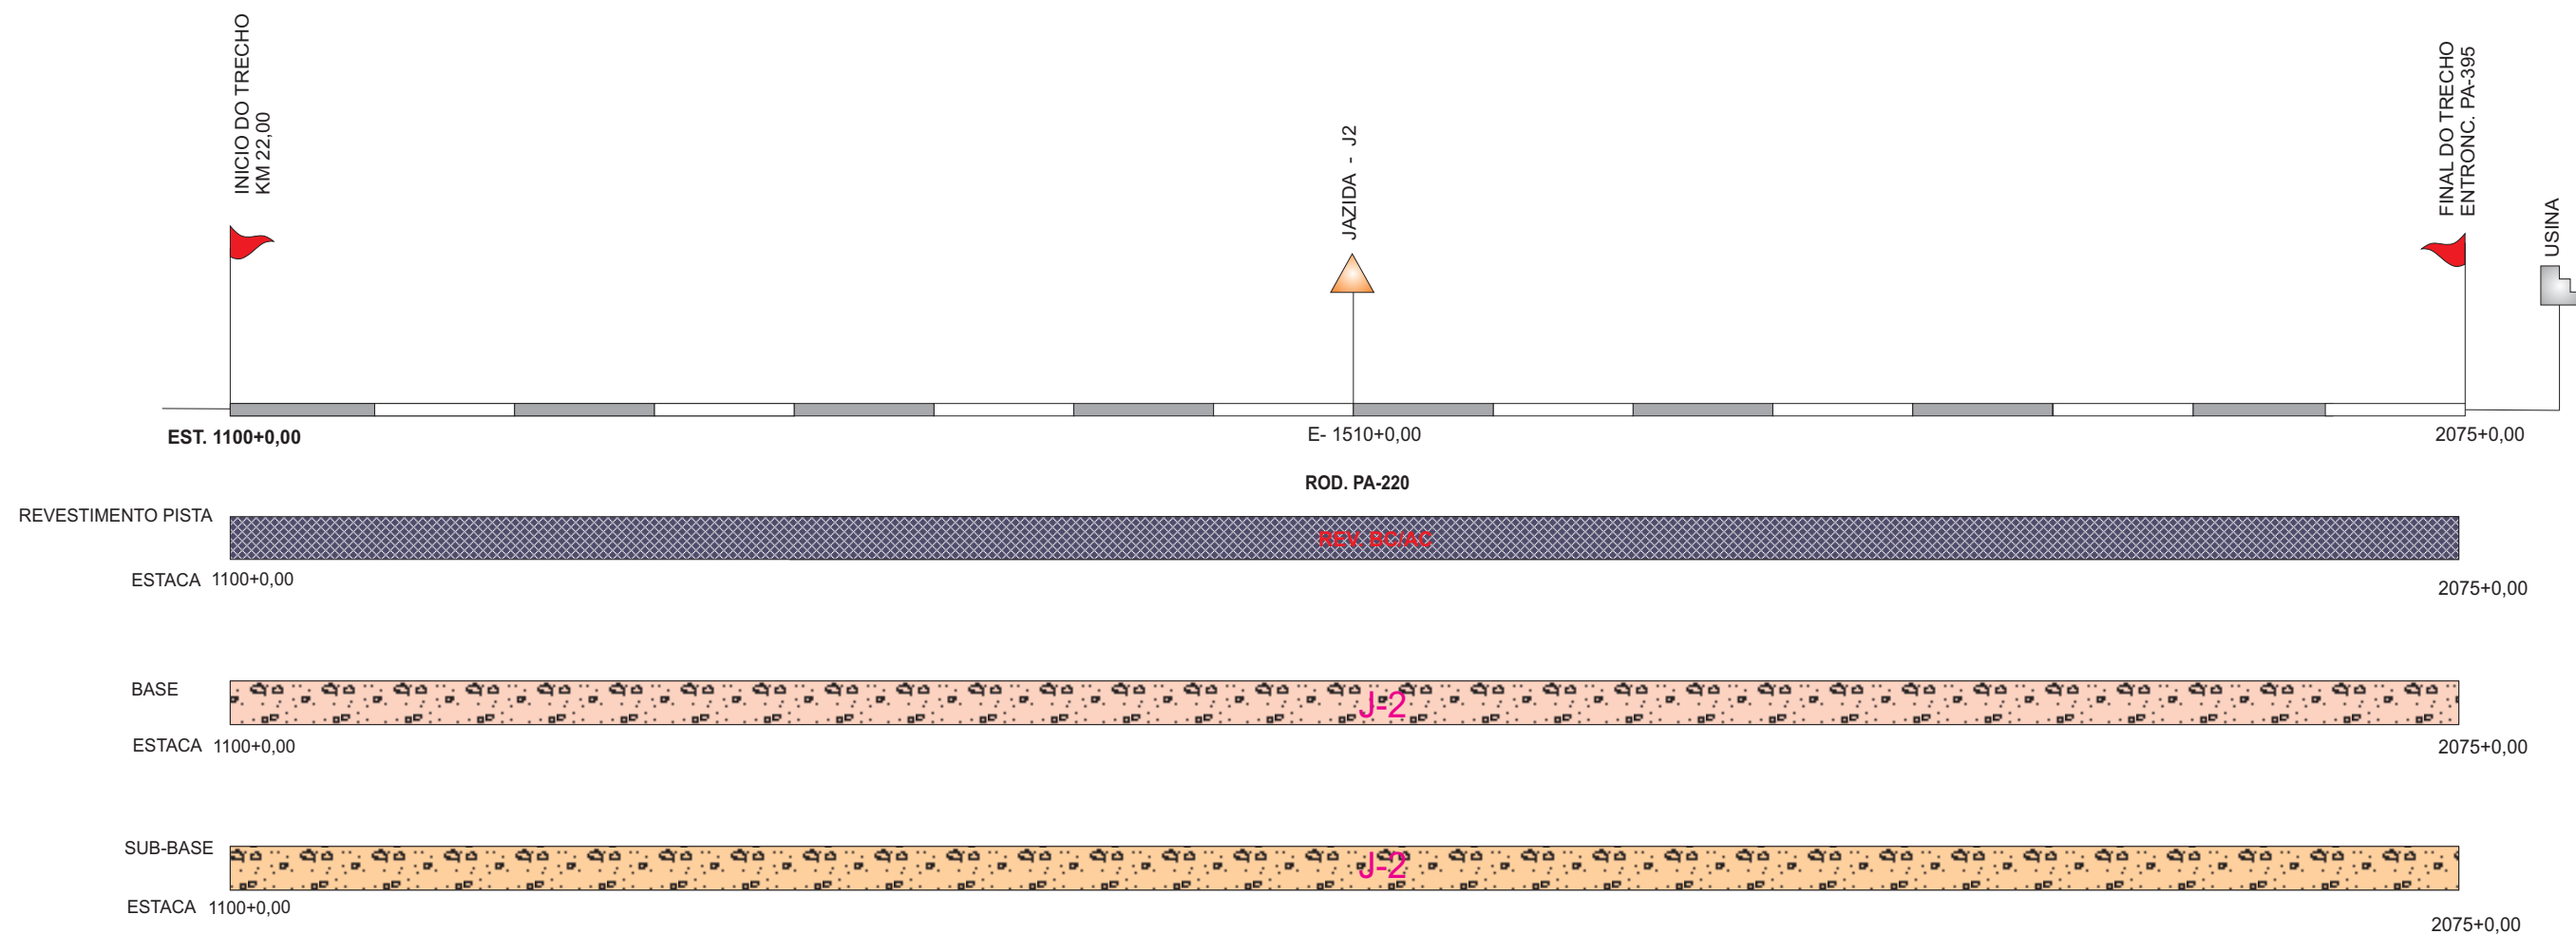 INICIO DO TRECHO
KM 22,00
JAZIDA - J2
FINAL DO TRECHO
ENTRONC. PA-395
USINA
EST. 1100+0,00
E- 1510+0,00
2075+0,00
ROD. PA-220
REVESTIMENTO PISTA
REV. BC/AC
ESTACA 1100+0,00
2075+0,00
BASE
J-2
ESTACA 1100+0,00
2075+0,00
SUB-BASE
J-2
ESTACA 1100+0,00
2075+0,00